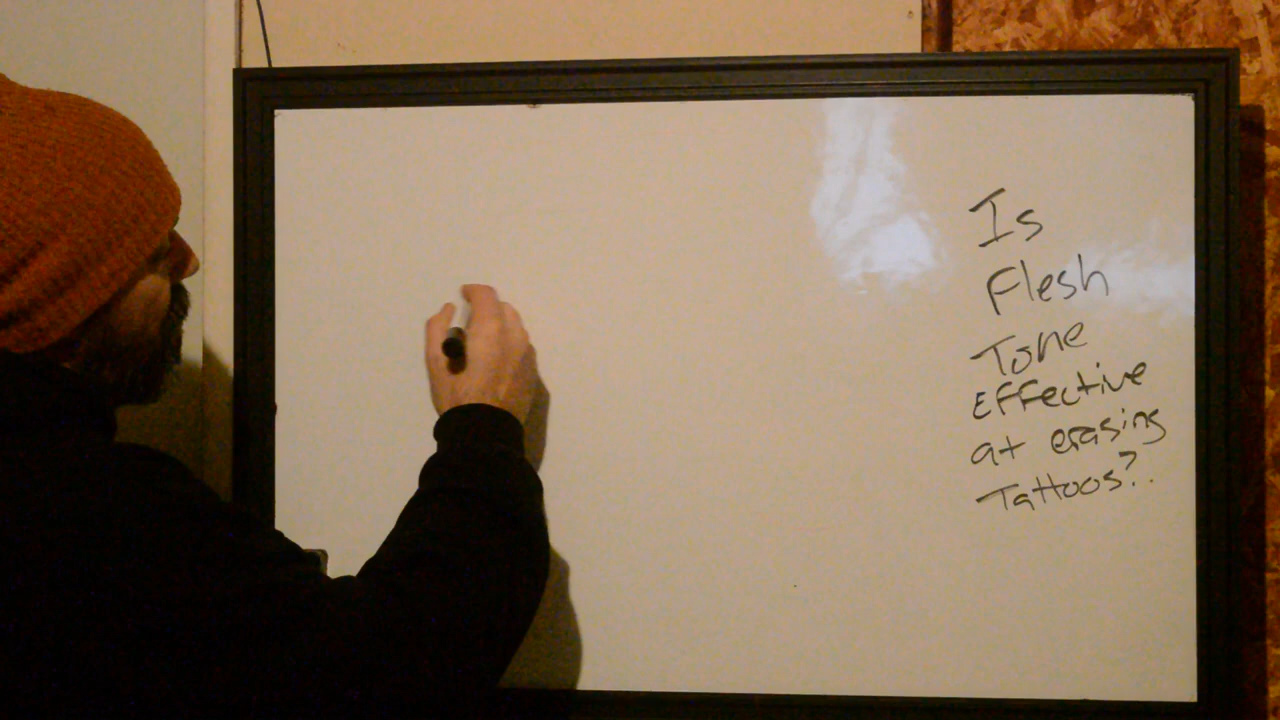 Is
Flesh
Tone
Effective
at erasing
Tattoos?.